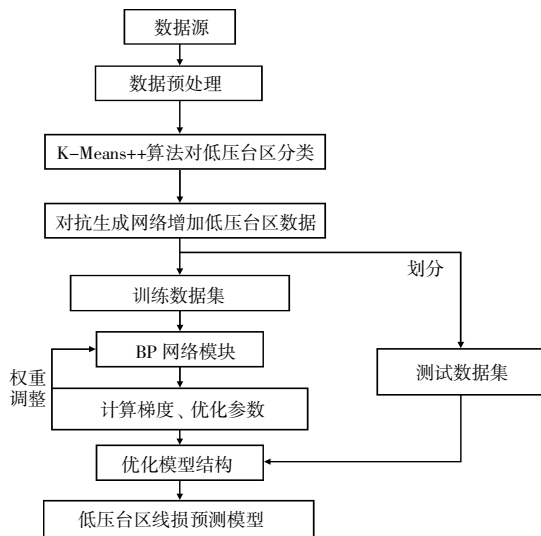 数据源
数据预处理
K-Means++算法对低压台区分类
对抗生成网络增加低压台区数据
划分
训练数据集
BP 网络模块
权重
调整
测试数据集
计算梯度、优化参数
优化模型结构
低压台区线损预测模型